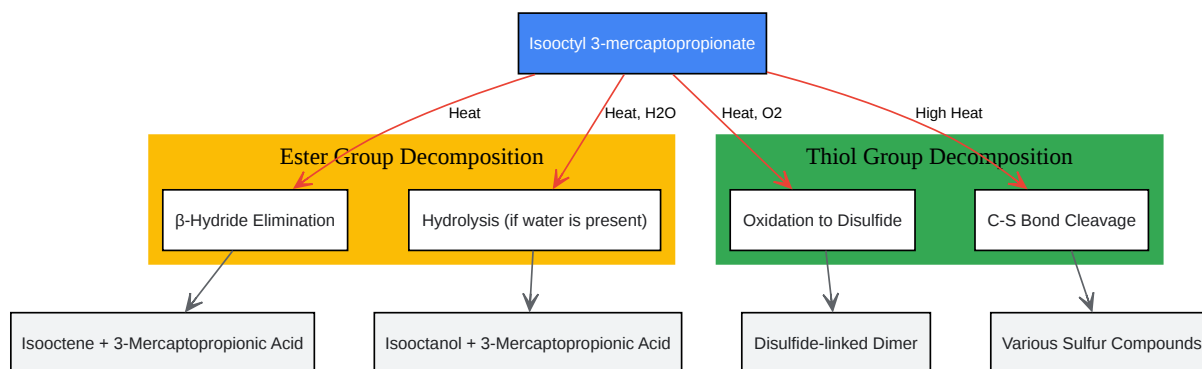 Isooctyl 3-mercaptopropionate
Heat
Heat, H2O
Heat, O2
High Heat
Ester Group Decomposition
Thiol Group Decomposition
β-Hydride Elimination
Hydrolysis (if water is present)
Oxidation to Disulfide
C-S Bond Cleavage
Isooctene + 3-Mercaptopropionic Acid
Isooctanol + 3-Mercaptopropionic Acid
Disulfide-linked Dimer
Various Sulfur Compounds